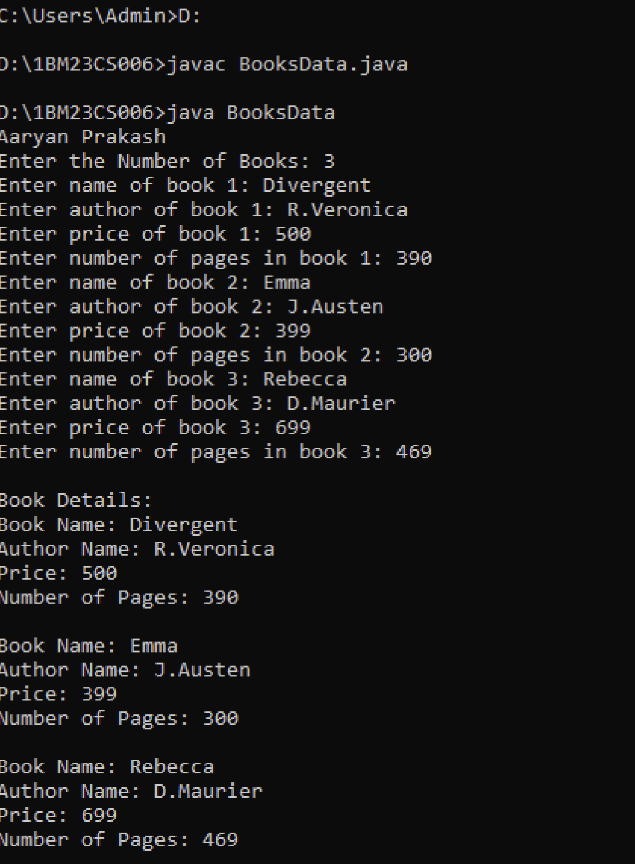 C:\Users\Admin>D:
D:\1BM23CS006>javac BooksData.java
D:\1BM23CS006>java BooksData
Aaryan Prakash
Enter the Number of Books: 3
Enter name of book 1: Divergent
Enter author of book 1: R.Veronica
Enter price of book 1: 500
Enter number of pages in book 1: 390
Enter name of book 2: Emma
Enter author of book 2: J.Austen
Enter price of book 2: 399
Enter number of pages in book 2: 300
Enter name of book 3: Rebecca
Enter author of book 3: D.Maurier
Enter price of book 3: 699
Enter number of pages in book 3: 469
Book Details:
Book Name: Divergent
Author Name: R.Veronica
Price: 500
Number of Pages: 390
Book Name: Emma
Author Name: J.Austen
Price: 399
Number of Pages: 300
Book Name: Rebecca
Author Name: D.Maurier
Price: 699
Number of Pages: 469